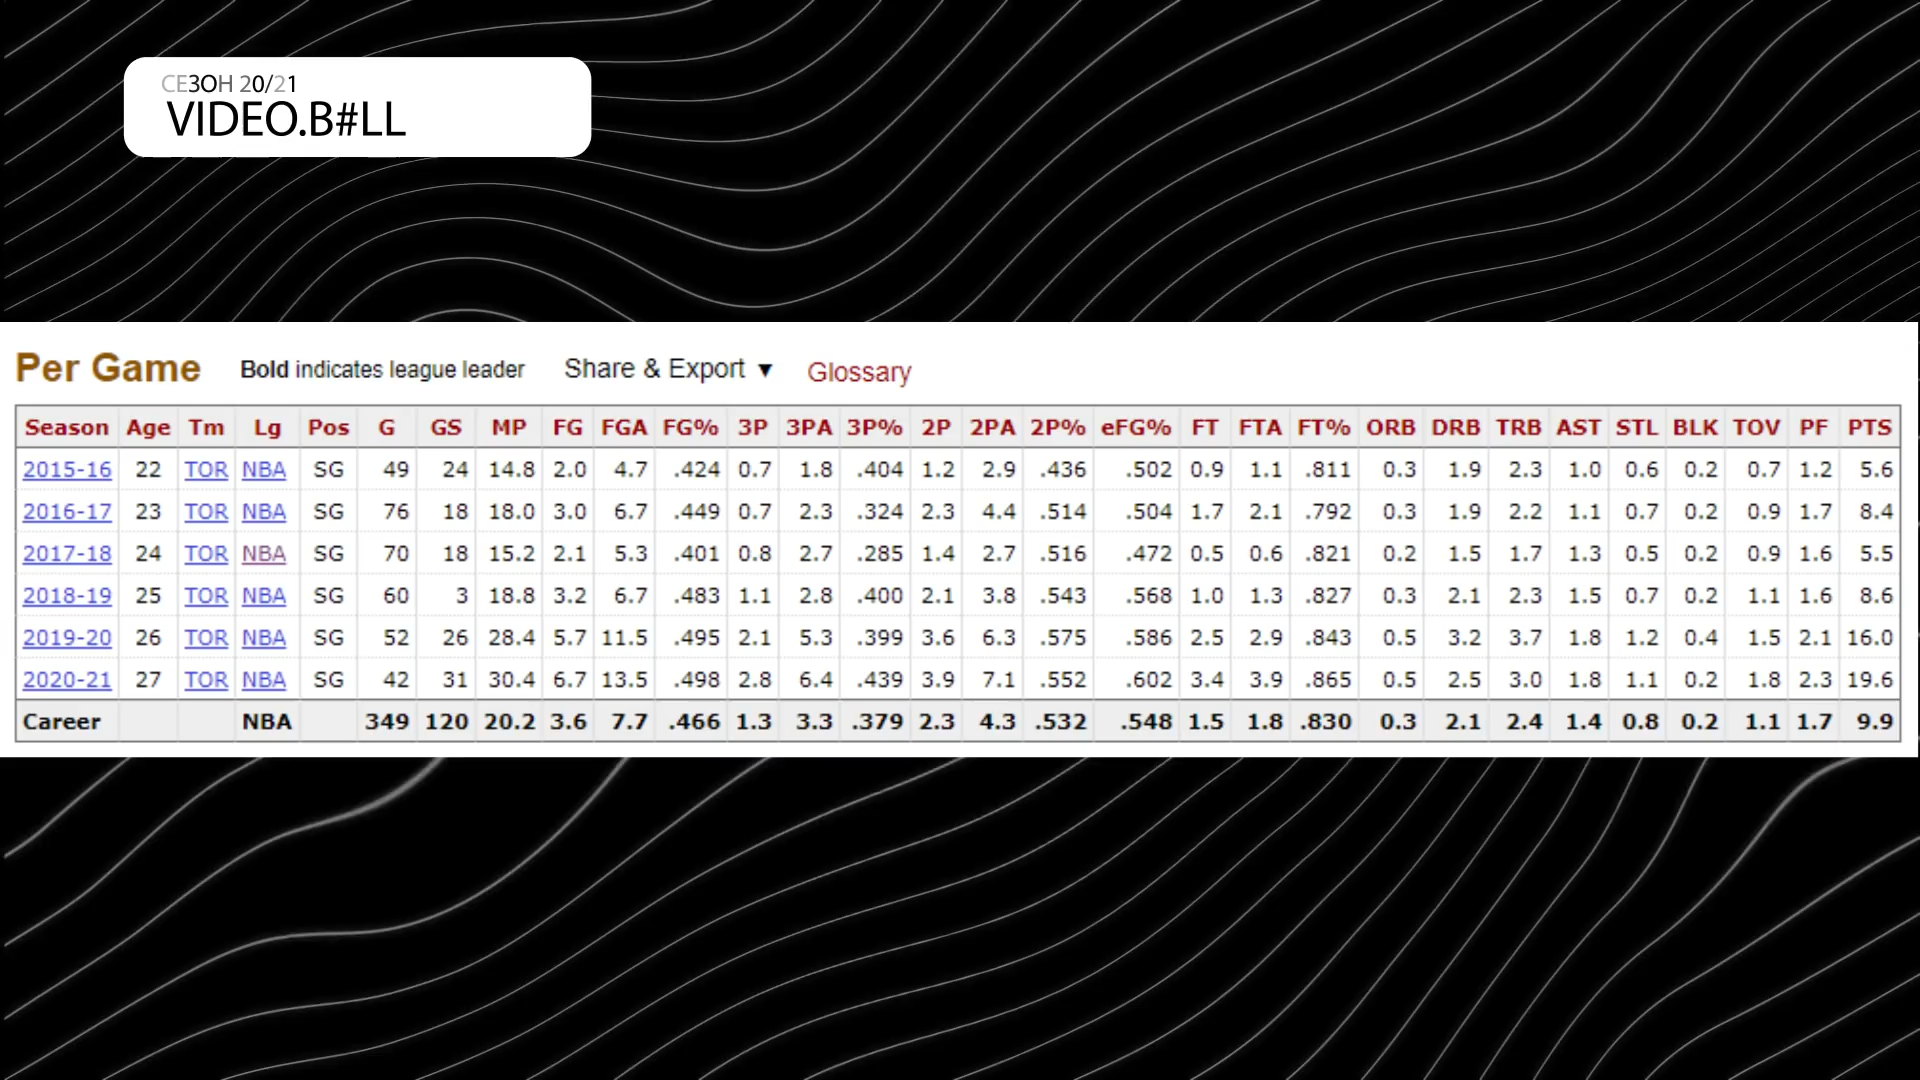 СЕЗОН 20/21
VIDEO.B#LL
Per Game Bold indicates league leader Share & Export ▼ Glossary
Season Age Tm Lg Pos G GS MP FG FGA FG% 3P 3PA 3P% 2P 2PA 2P% eFG% FT FTA FT% ORB DRB TRB AST STL BLK TOV PF PTS
2015-16 22 TOR NBA SG 49 24 14.8 2.0 4.7 .424 0.7 1.8 .404 1.2 2.9 .436 .502 0.9 1.1 .811 0.3 1.9 2.3 1.0 0.6 0.2 0.7 1.2 5.6
2016-17 23 TOR NBA SG 76 18 18.0 3.0 6.7 .449 0.7 2.3 .324 2.3 4.4 .514 .504 1.7 2.1 .792 0.3 1.9 2.2 1.1 0.7 0.2 0.9 1.7 8.4
2017-18 24 TOR NBA SG 70 18 15.2 2.1 5.3 .401 0.8 2.7 .285 1.4 2.7 .516 .472 0.5 0.6 .821 0.2 1.5 1.7 1.3 0.5 0.2 0.9 1.6 5.5
2018-19 25 TOR NBA SG 60 3 18.8 3.2 6.7 .483 1.1 2.8 .400 2.1 3.8 .543 .568 1.0 1.3 .827 0.3 2.1 2.3 1.5 0.7 0.2 1.1 1.6 8.6
2019-20 26 TOR NBA SG 52 26 28.4 5.7 11.5 .495 2.1 5.3 .399 3.6 6.3 .575 .586 2.5 2.9 .843 0.5 3.2 3.7 1.8 1.2 0.4 1.5 2.1 16.0
2020-21 27 TOR NBA SG 42 31 30.4 6.7 13.5 .498 2.8 6.4 .439 3.9 7.1 .552 .602 3.4 3.9 .865 0.5 2.5 3.0 1.8 1.1 0.2 1.8 2.3 19.6
Career NBA 349 120 20.2 3.6 7.7 .466 1.3 3.3 .379 2.3 4.3 .532 .548 1.5 1.8 .830 0.3 2.1 2.4 1.4 0.8 0.2 1.1 1.7 9.9